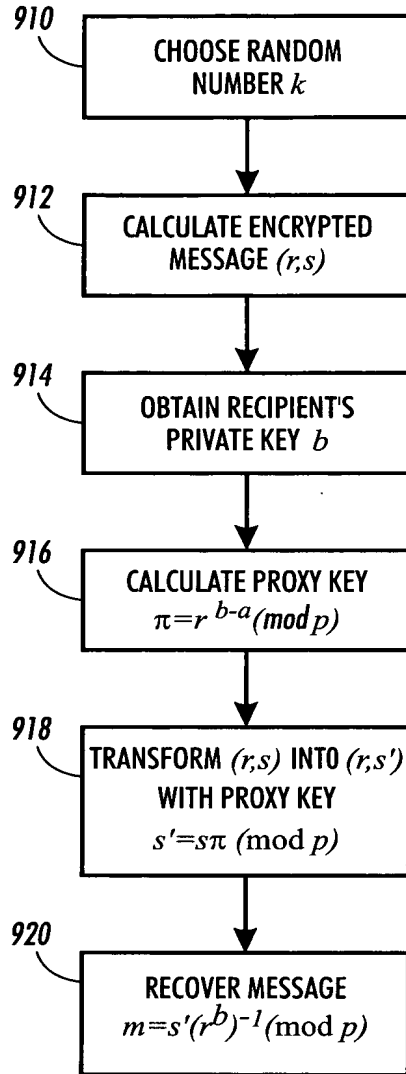 910
CHOOSE RANDOM
NUMBER k
912
CALCULATE ENCRYPTED
MESSAGE (r,s)
914
OBTAIN RECIPIENT'S
PRIVATE KEY b
916
CALCULATE PROXY KEY
π=r^{b-a}(mod p)
918
TRANSFORM (r,s) INTO (r,s')
WITH PROXY KEY
s'=sπ (mod p)
920
RECOVER MESSAGE
m=s'(r^b)^{-1}(mod p)